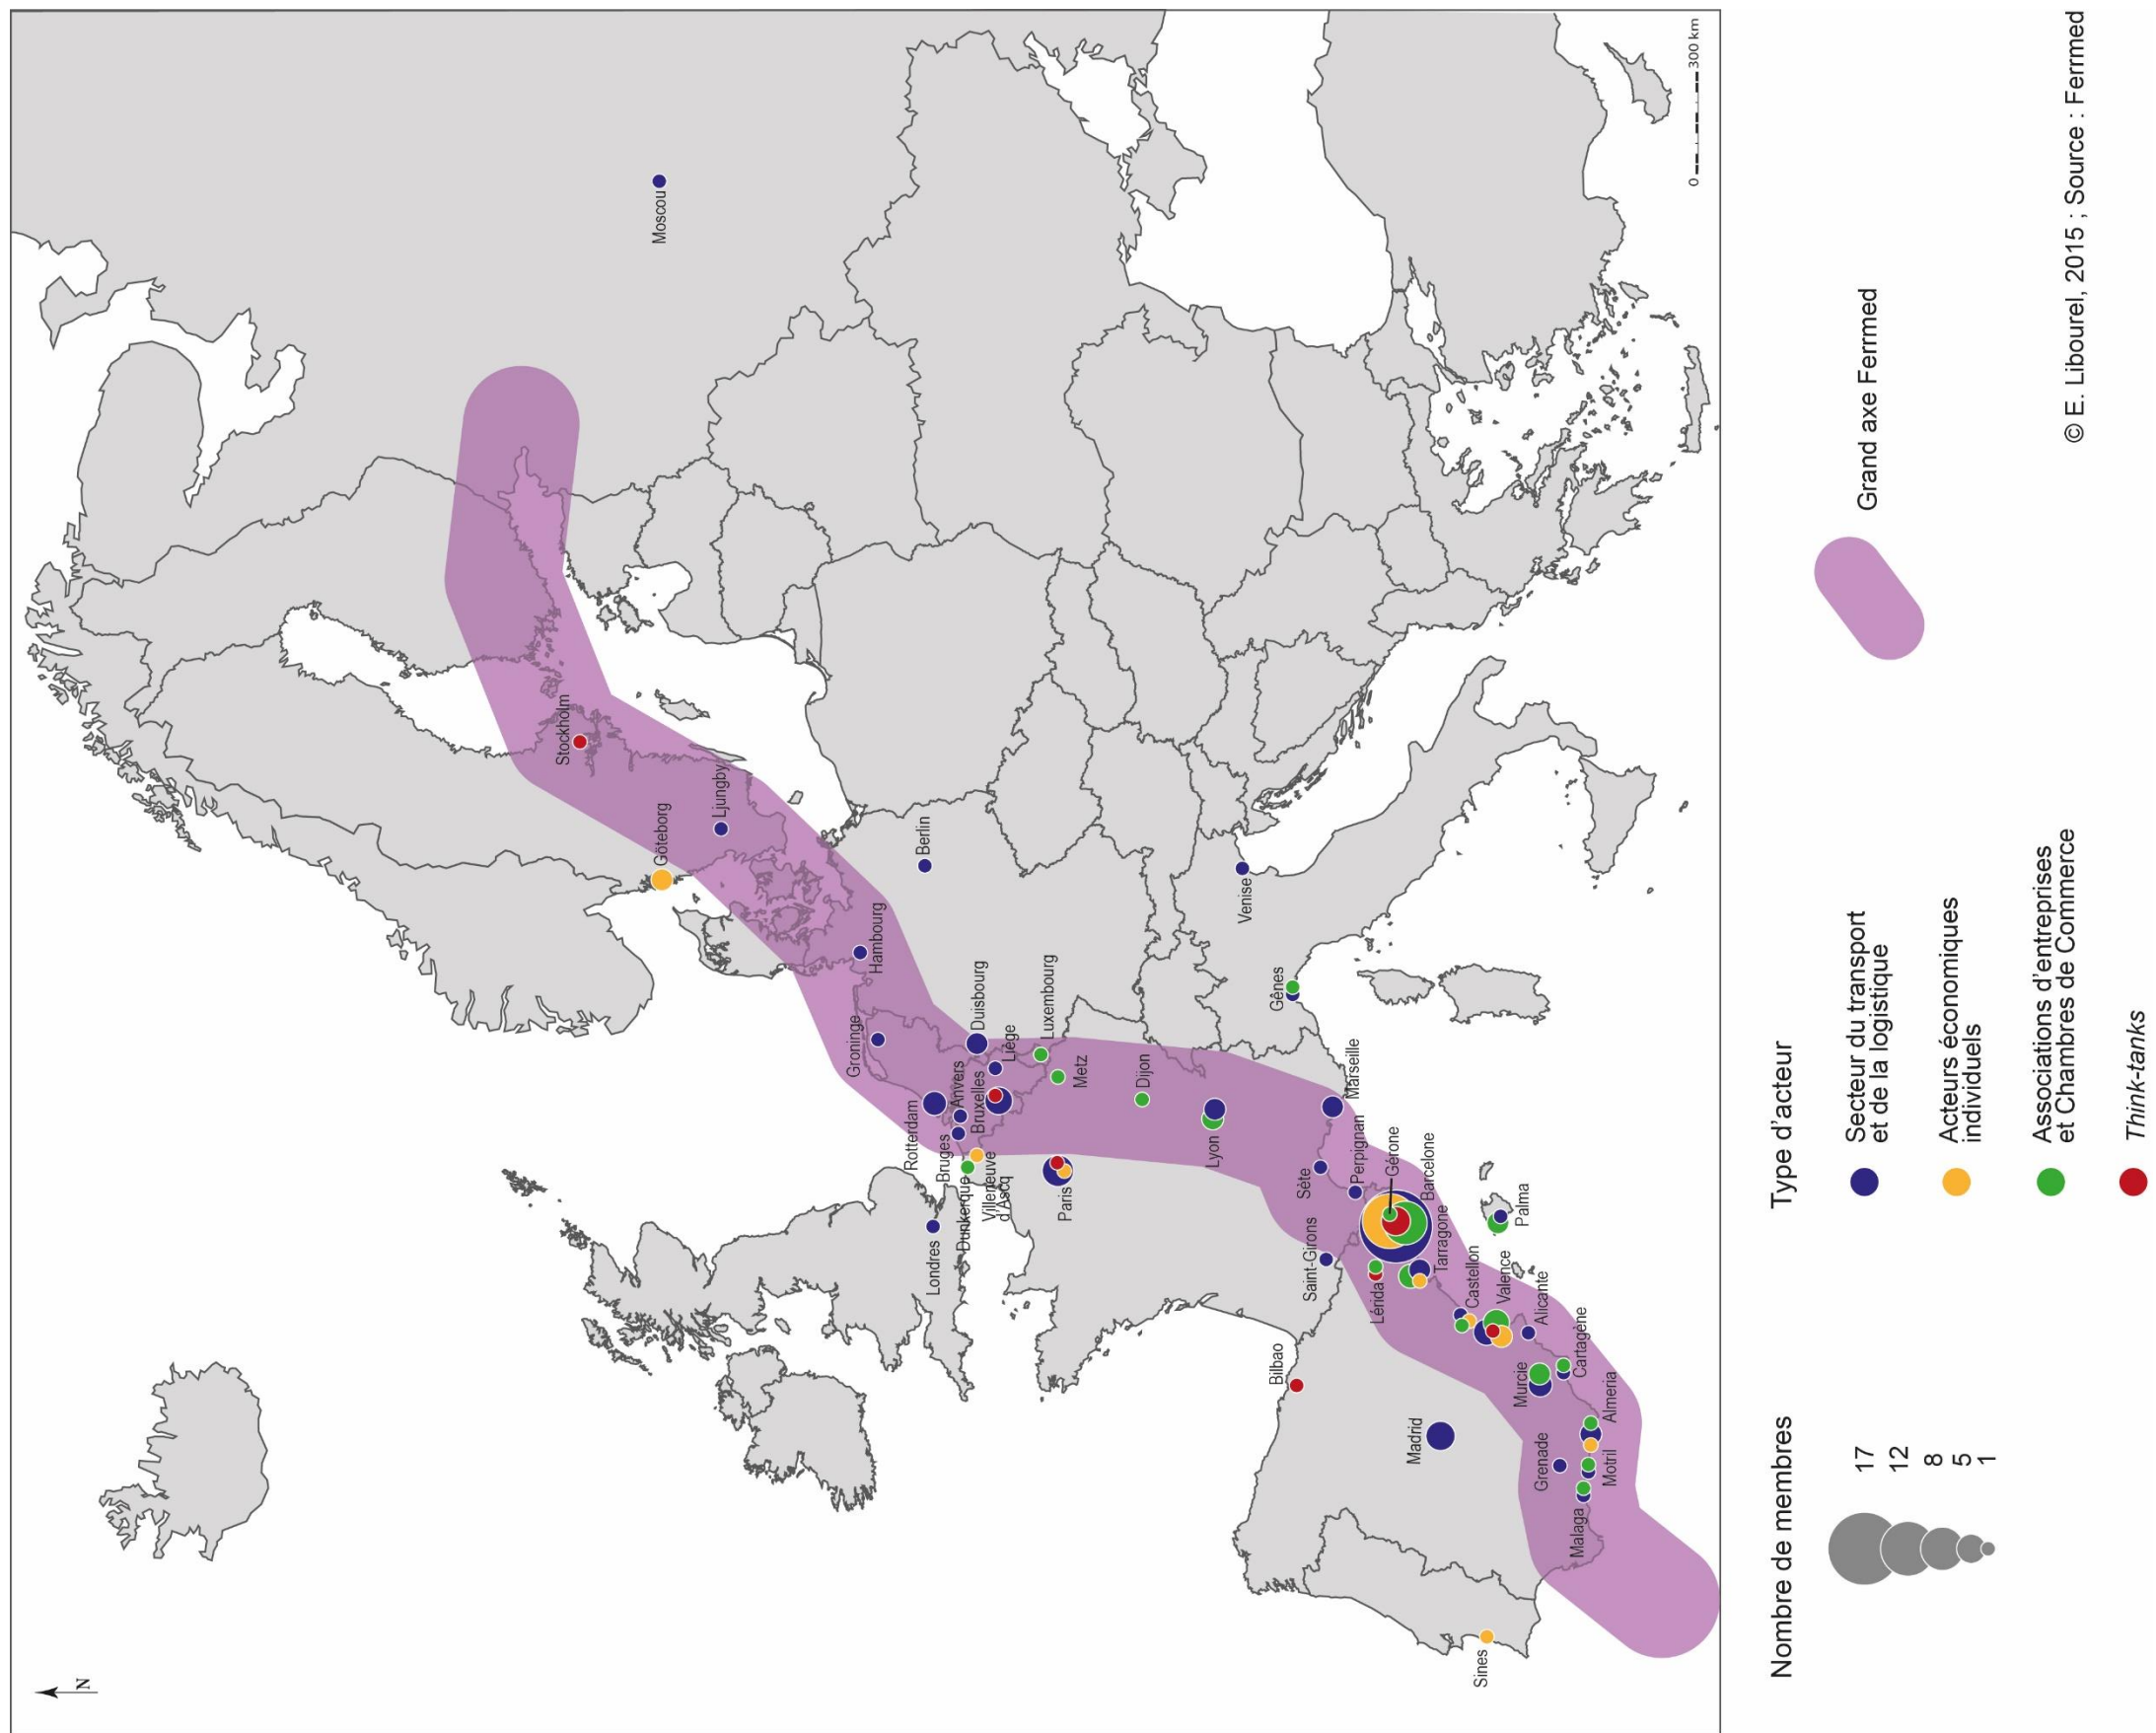 N
Moscou
Stockholm
Göteborg
Ljungby
Berlin
Hambourg
Venise
Groningue
Duisbourg
Luxembourg
Gênes
Liège
Anvers
Bruxelles
Rotterdam
Bruges
Metz
Dijon
Marseille
Lyon
Dunkerque
Villeneuve
d'Ascq
Paris
Londres
Sète
Perpignan
Gérone
Barcelone
Saint-Girons
Tarragone
Palma
Lérida
Castellon
Valence
Alicante
Bilbao
Murcie
Cartagène
Madrid
Almeria
Grenade
Motril
Malaga
Sines
0 300 km
Nombre de membres
17
12
8
5
1
Type d'acteur
Secteur du transport
et de la logistique
Acteurs économiques
individuels
Associations d'entreprises
et Chambres de Commerce
Think-tanks
Grand axe Ferrmed
© E. Libourel, 2015 ; Source : Ferrmed